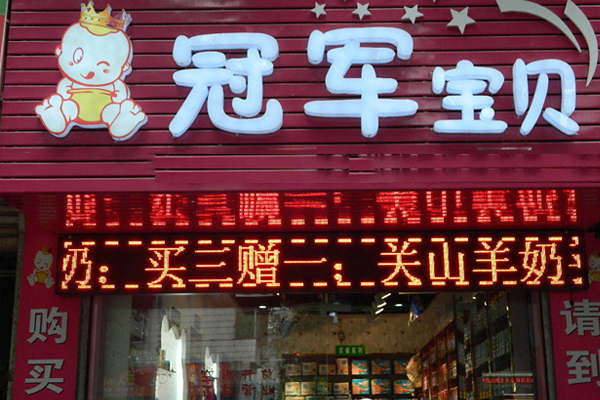 冠军宝贝
奶：买三赠一；关山羊奶
购买
请到